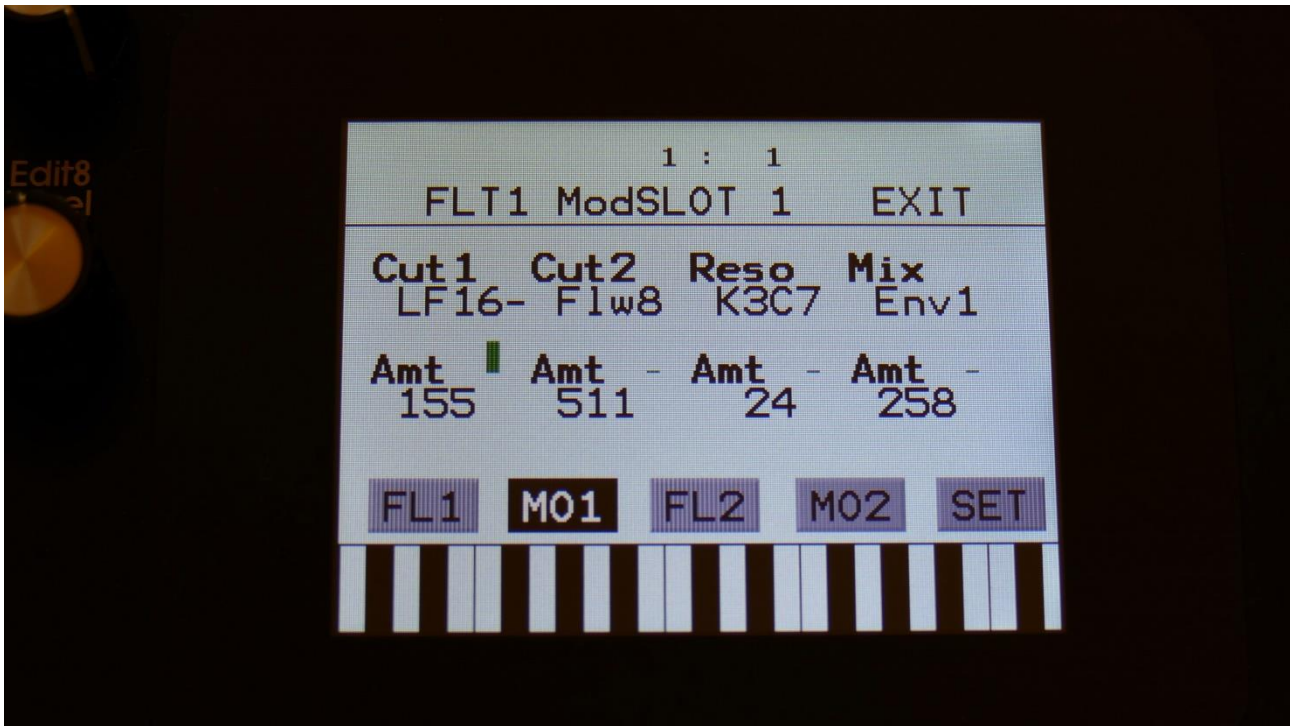 Edit8
el
1 : 1
FLT1 ModSLOT 1 EXIT
Cut1 Cut2 Reso Mix
LF16- Flw8 K3C7 Env1
Amt Amt - Amt - Amt -
155 511 24 258
FL1 MO1 FL2 MO2 SET